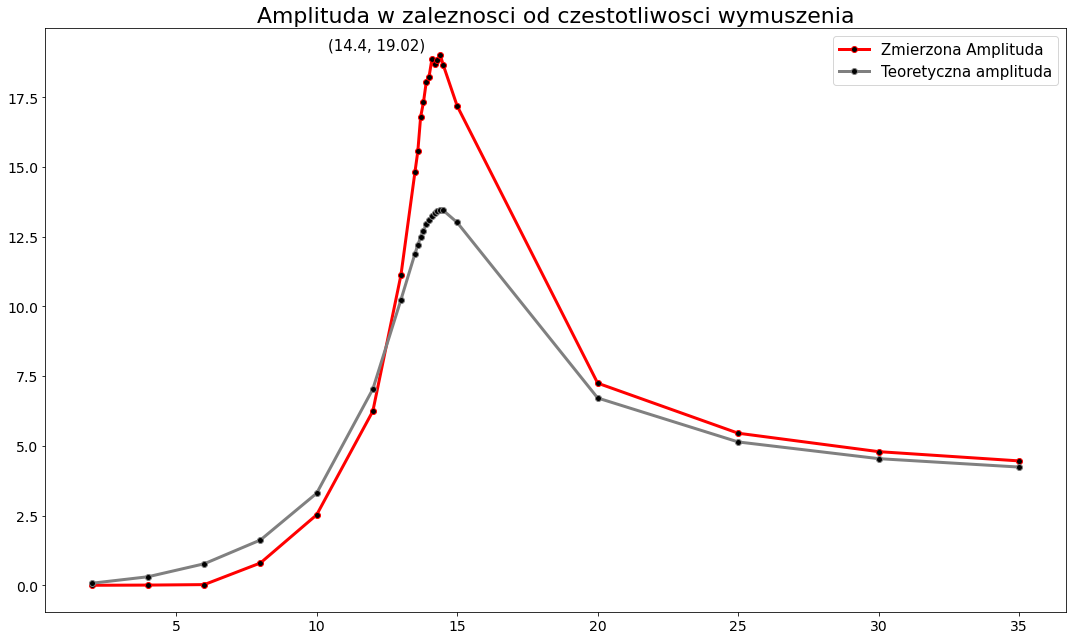 Amplituda w zaleznosci od czestotliwosci wymuszenia
(14.4, 19.02)
Zmierzona Amplituda
Teoretyczna amplituda
17.5
15.0
12.5
10.0
7.5
5.0
2.5
0.0
5 10 15 20 25 30 35